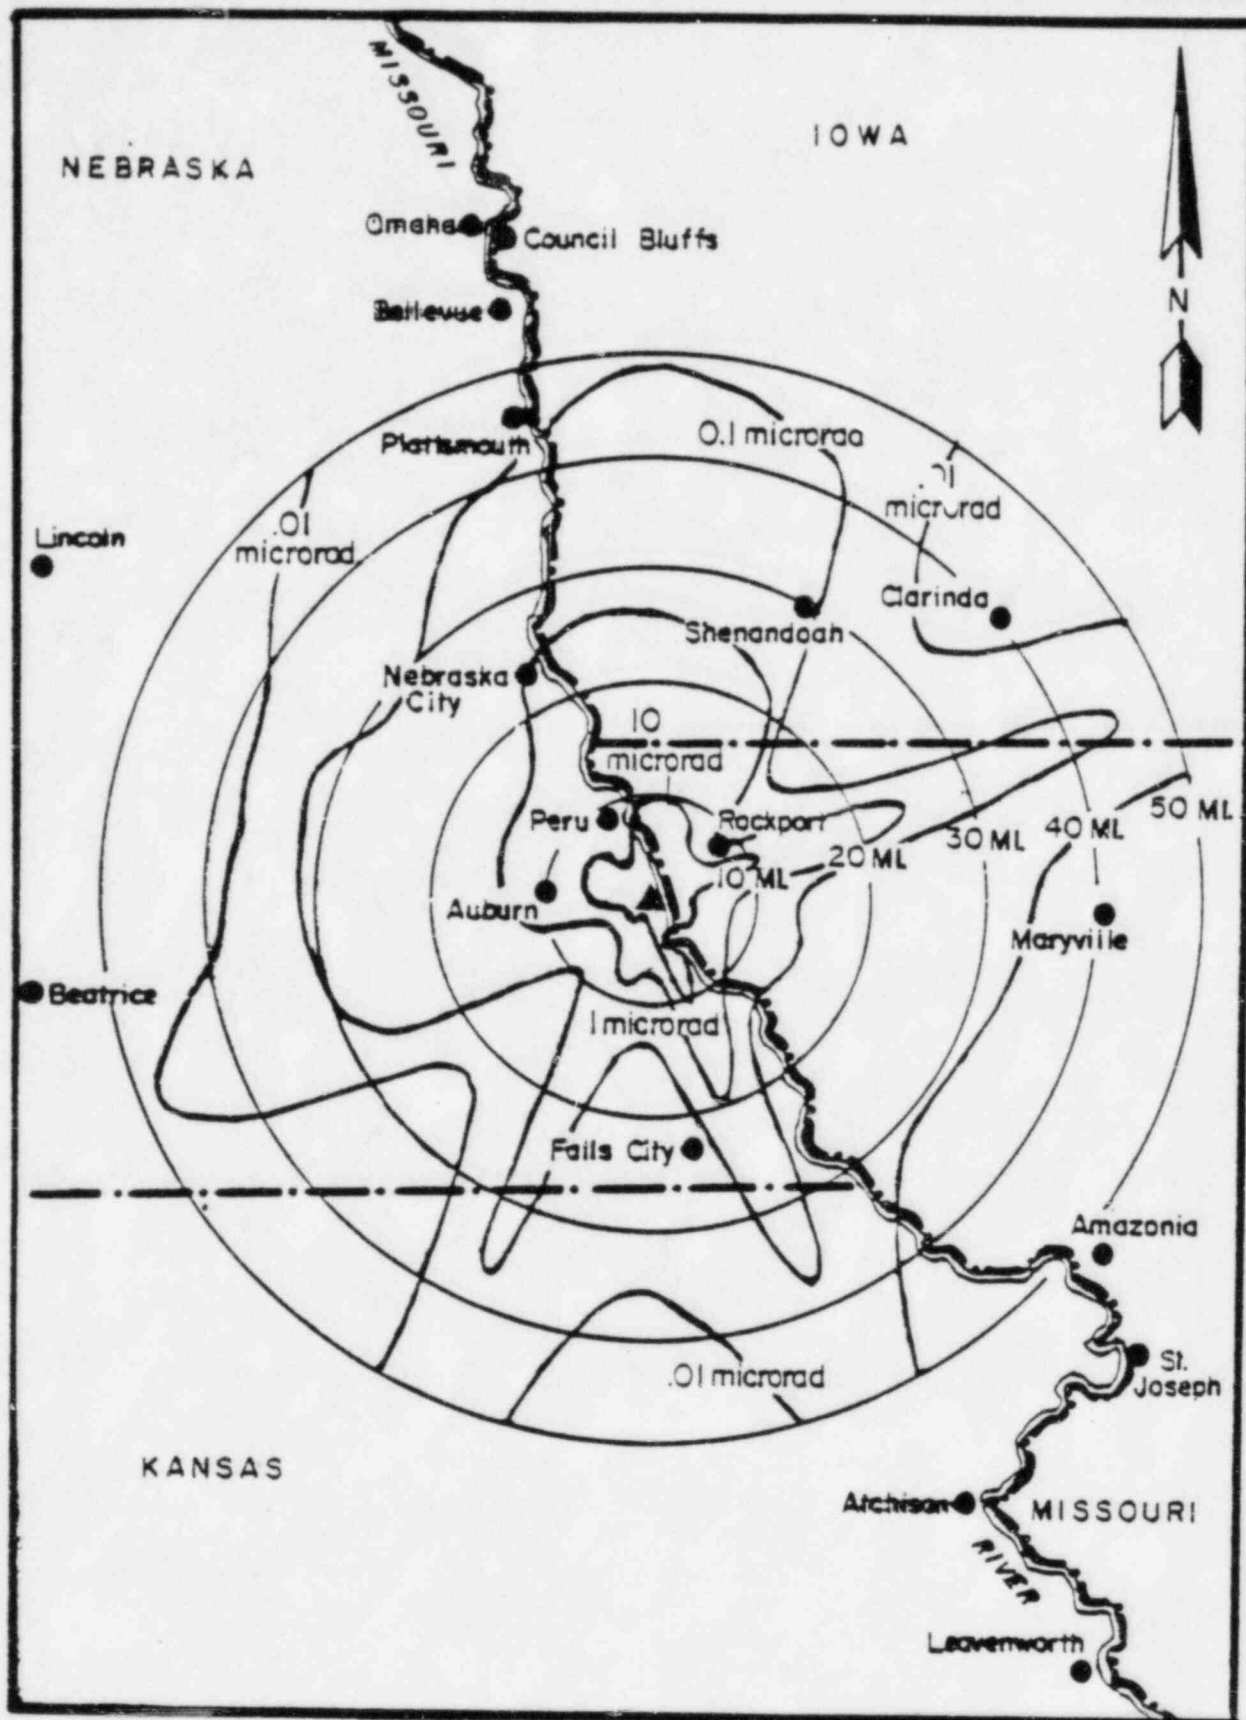 MISSOURI
IOWA
NEBRASKA
Omaha
Council Bluffs
Bellevue
N
Plattsmouth
0.1 microrad
.01
microrad
.01
microrad
Lincoln
Clarinda
Shenandoah
Nebraska
City
10
microrad
Peru
Rockport
50 ML
40 ML
30 ML
20 ML
10 ML
Auburn
Maryville
Beatrice
1 microrad
Falls City
Amazonia
St.
Joseph
.01 microrad
KANSAS
Atchison
MISSOURI
RIVER
Leavenworth